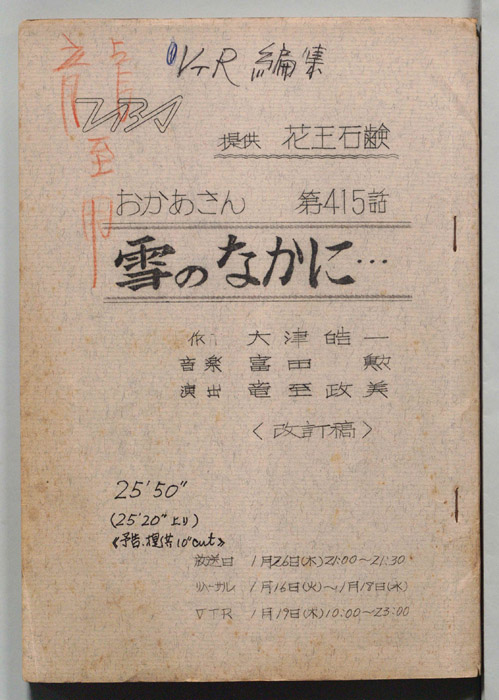 ①VTR 編集
龍至
TBS
提供 花王石鹸
おかあさん 第415話
雪のなかに…
作 大津皓一
音楽 冨田勲
演出 竜至政美
〈改訂稿〉
25'50"
(25'20"より)
《予告、提供10"cut》
放送日 1月26日(木)21:00〜21:30
リハーサル 1月16日(火)〜1月18日(水)
VTR 1月19日(木)10:00〜23:00